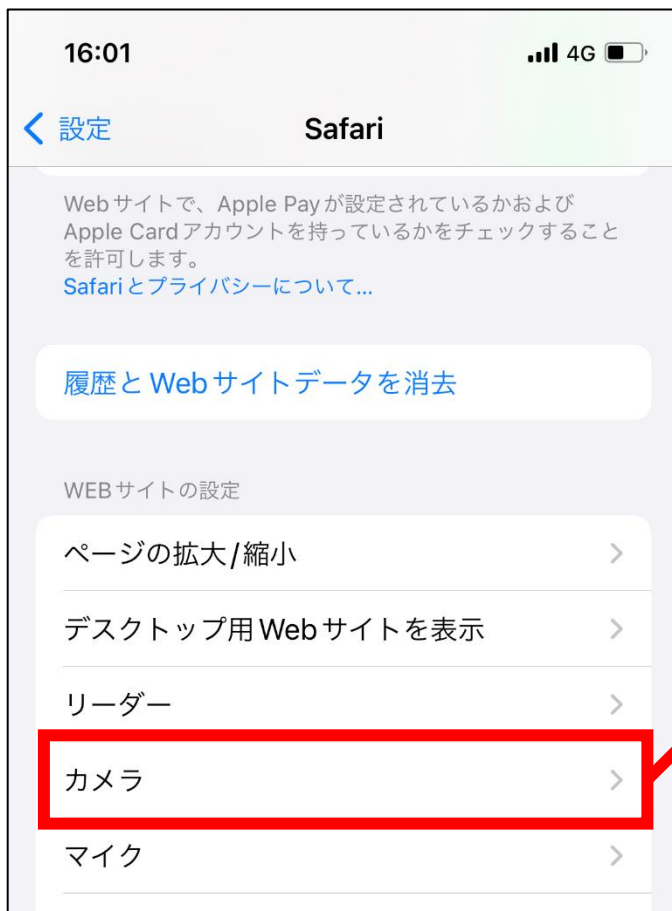 16:01
4G
設定
Safari
Webサイトで、Apple Payが設定されているかおよび
Apple Cardアカウントを持っているかをチェックすること
を許可します。
Safariとプライバシーについて...
履歴とWebサイトデータを消去
WEBサイトの設定
ページの拡大/縮小
デスクトップ用Webサイトを表示
リーダー
カメラ
マイク